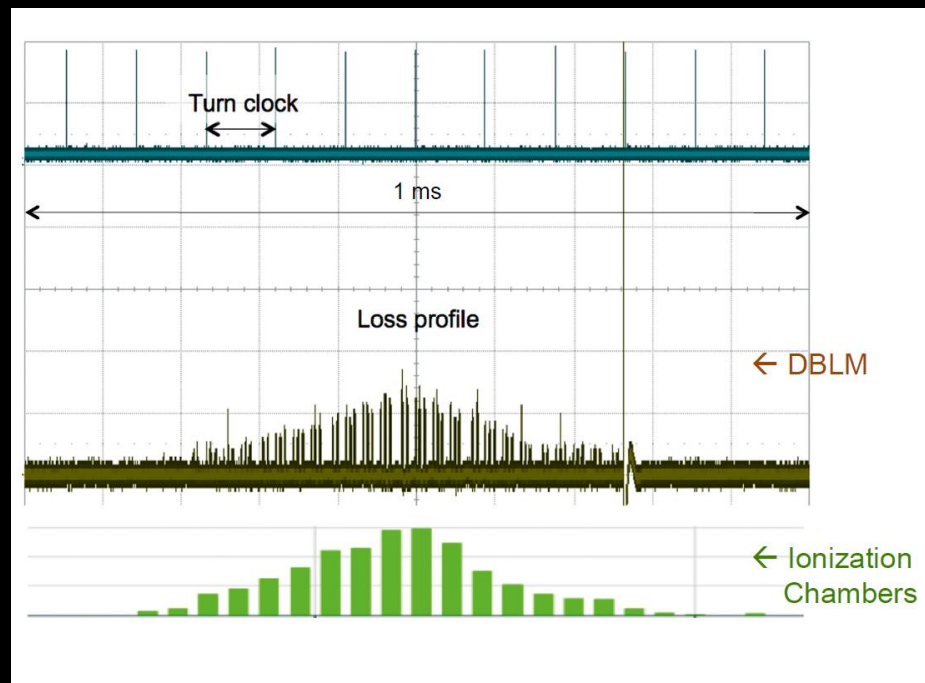 Turn clock
1 ms
Loss profile
← DBLM
← Ionization
Chambers